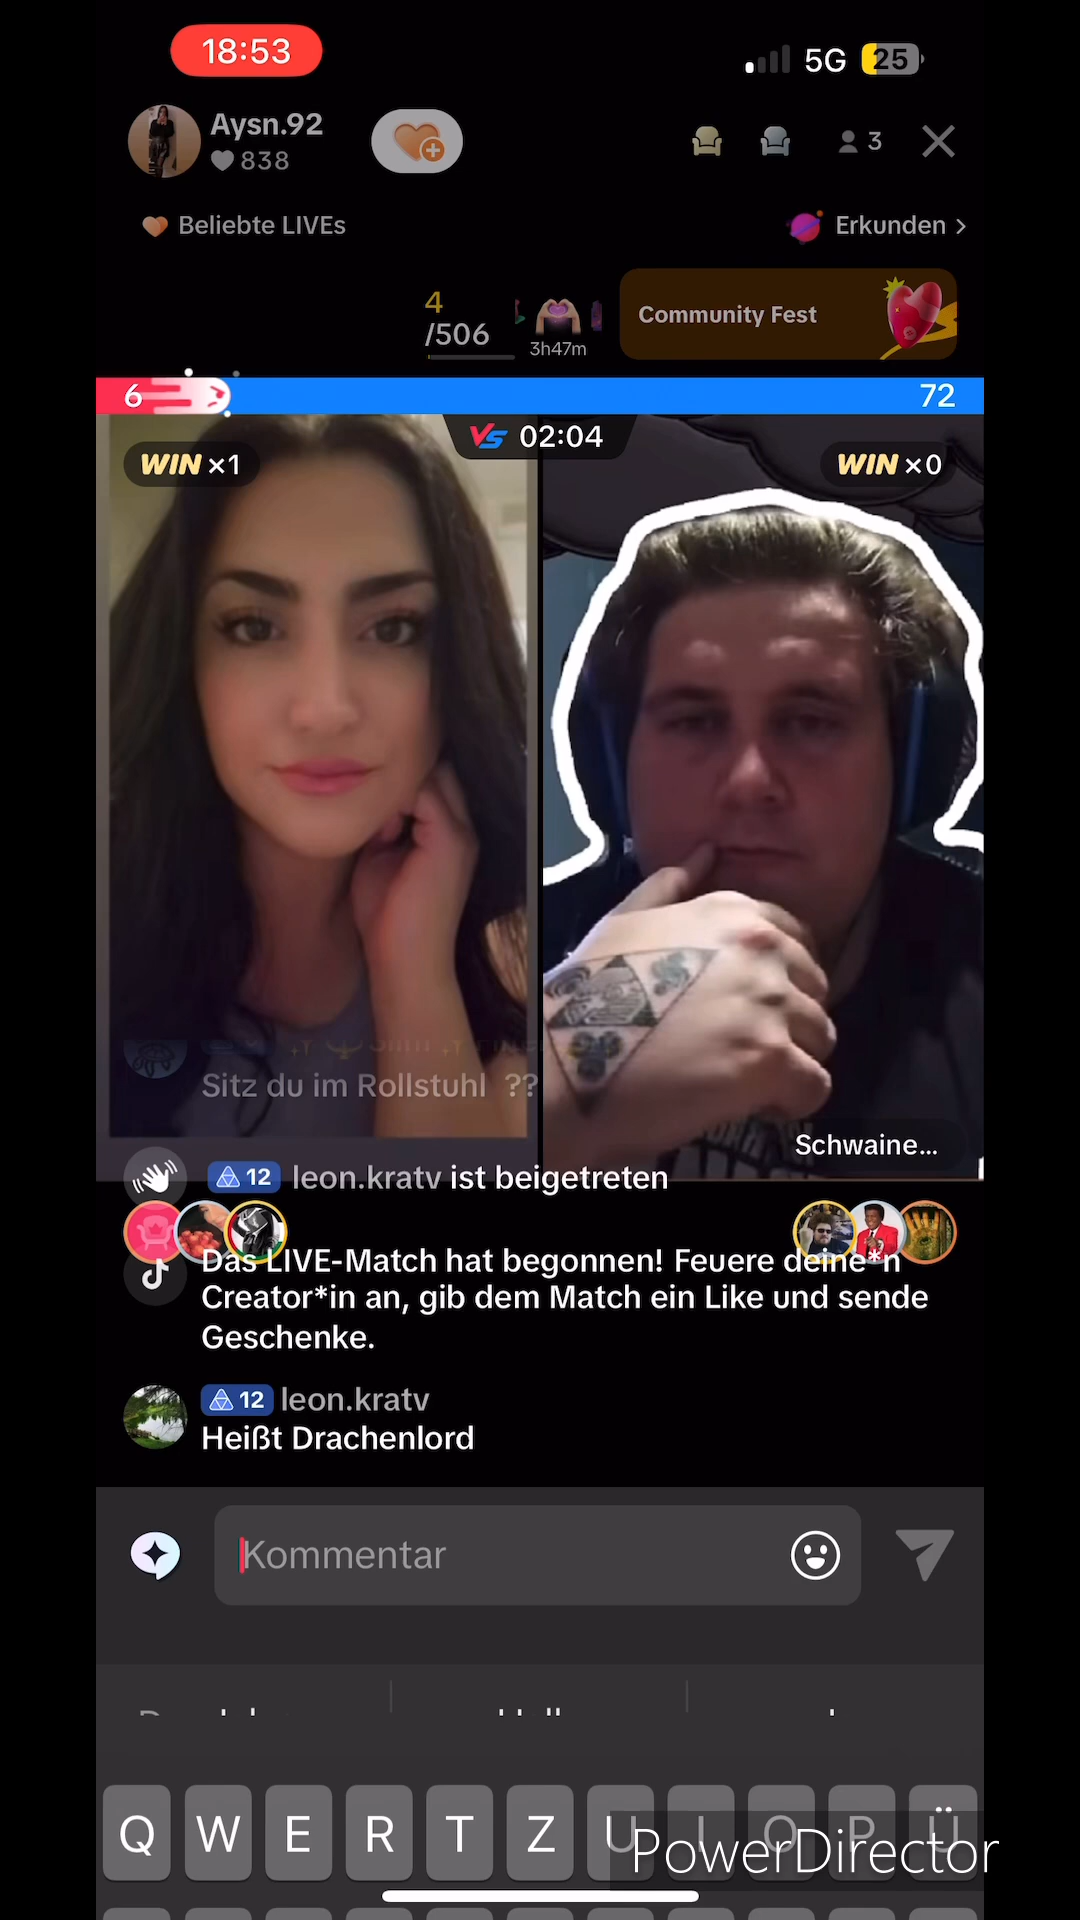 18:53
5G 25
Aysn.92
838
3
Beliebte LIVEs
Erkunden >
4
/506
3h47m
Community Fest
6
72
VS 02:04
WIN ×1
WIN ×0
Sitz du im Rollstuhl ??
Schwaine...
12 leon.kratv ist beigetreten
Das LIVE-Match hat begonnen! Feuere deine*n
Creator*in an, gib dem Match ein Like und sende
Geschenke.
12 leon.kratv
Heißt Drachenlord
Kommentar
Q W E R T Z U I O P Ü
PowerDirector